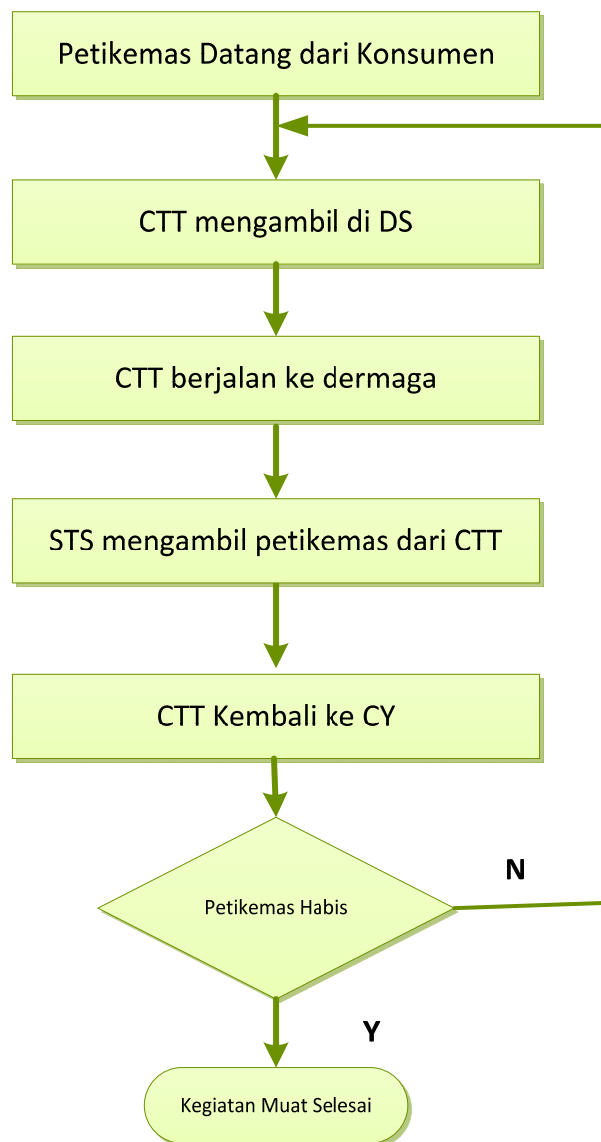 Petikemas Datang dari Konsumen
CTT mengambil di DS
CTT berjalan ke dermaga
STS mengambil petikemas dari CTT
CTT Kembali ke CY
N
Petikemas Habis
Y
Kegiatan Muat Selesai